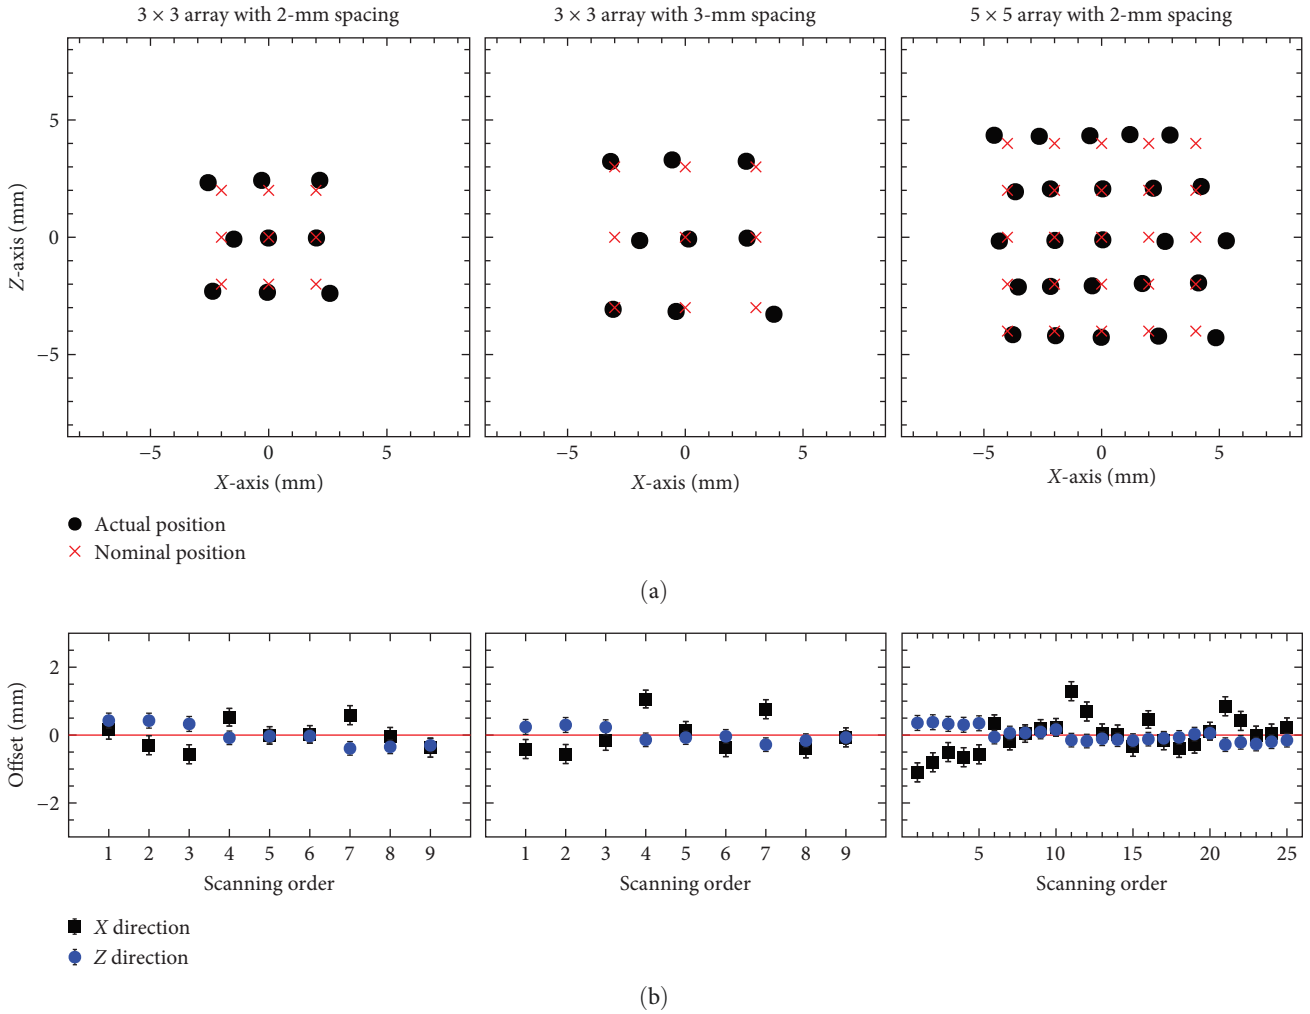 3 × 3 array with 2-mm spacing
3 × 3 array with 3-mm spacing
5 × 5 array with 2-mm spacing
Z-axis (mm)
5
0
−5
−5 0 5
−5 0 5
−5 0 5
X-axis (mm)
X-axis (mm)
X-axis (mm)
Actual position
Nominal position
(a)
Offset (mm)
2
0
−2
1 2 3 4 5 6 7 8 9
1 2 3 4 5 6 7 8 9
5 10 15 20 25
Scanning order
Scanning order
Scanning order
X direction
Z direction
(b)